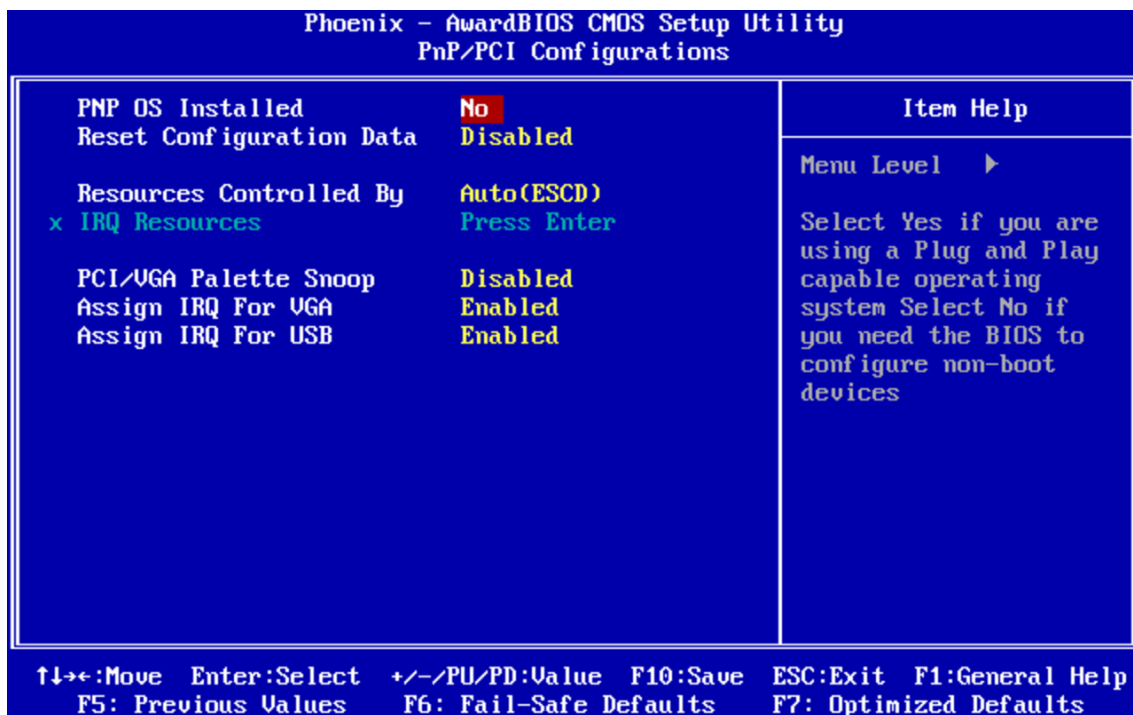 Phoenix - AwardBIOS CMOS Setup Utility
PnP/PCI Configurations
PNP OS Installed No
Reset Configuration Data Disabled
Resources Controlled By Auto(ESCD)
x IRQ Resources Press Enter
PCI/VGA Palette Snoop Disabled
Assign IRQ For VGA Enabled
Assign IRQ For USB Enabled
Item Help
Menu Level ▶
Select Yes if you are
using a Plug and Play
capable operating
system Select No if
you need the BIOS to
configure non-boot
devices
↑↓→←:Move Enter:Select +/-/PU/PD:Value F10:Save ESC:Exit F1:General Help
F5: Previous Values F6: Fail-Safe Defaults F7: Optimized Defaults